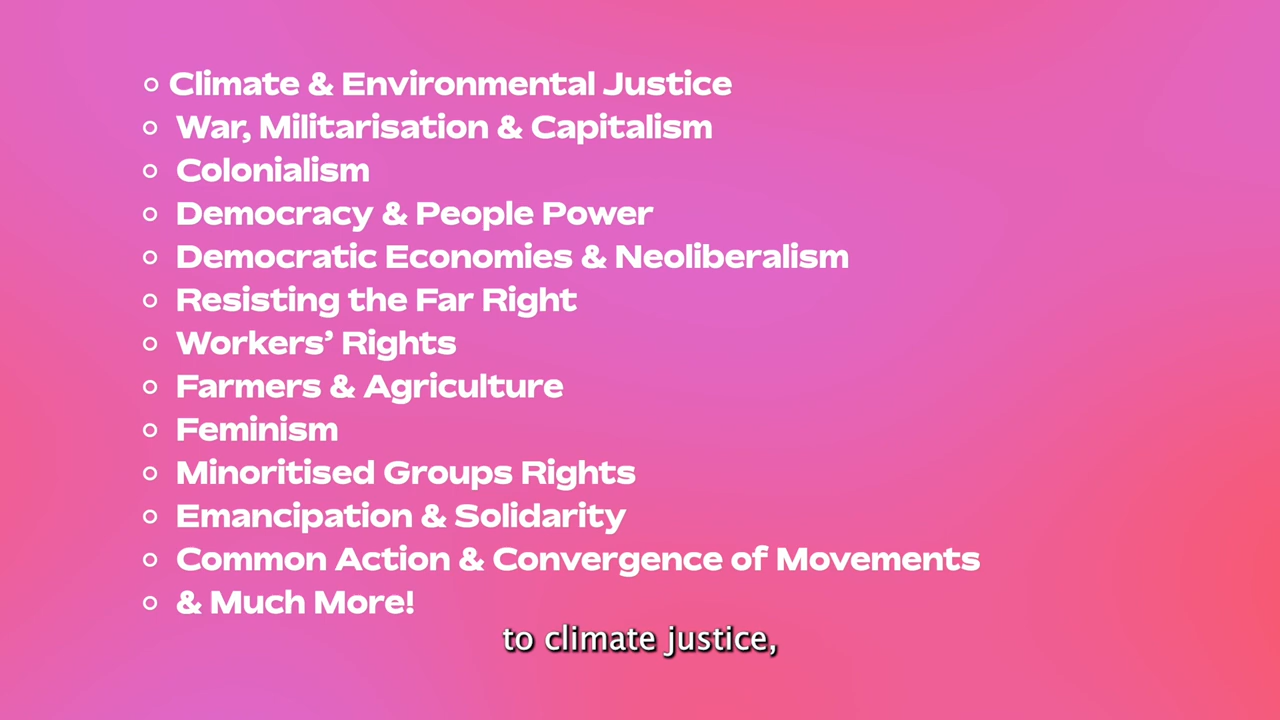 Climate & Environmental Justice
War, Militarisation & Capitalism
Colonialism
Democracy & People Power
Democratic Economies & Neoliberalism
Resisting the Far Right
Workers’ Rights
Farmers & Agriculture
Feminism
Minoritised Groups Rights
Emancipation & Solidarity
Common Action & Convergence of Movements
& Much More!
to climate justice,